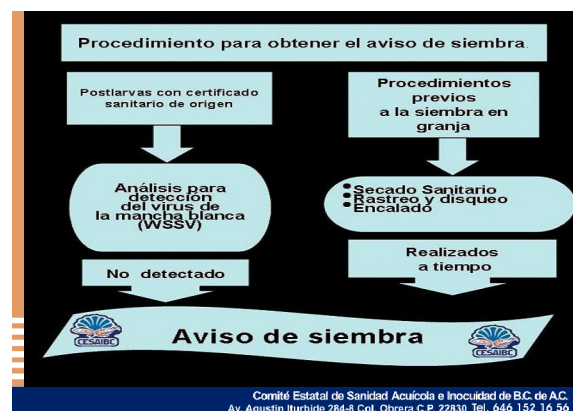 Procedimiento para obtener el aviso de siembra.
Postlarvas con certificado
sanitario de origen
Procedimientos
previos
a la siembra en
granja
Análisis para
detección
del virus de
la mancha blanca
(WSSV)
Secado Sanitario
Rastreo y disqueo
Encalado
No detectado
Realizados
a tiempo
Aviso de siembra
CESAIBC
CESAIBC
Comité Estatal de Sanidad Acuícola e Inocuidad de B.C. de A.C.
Av. Agustin Iturbide 284-8 Col. Obrera C.P. 22830 Tel. 646 152 16 56